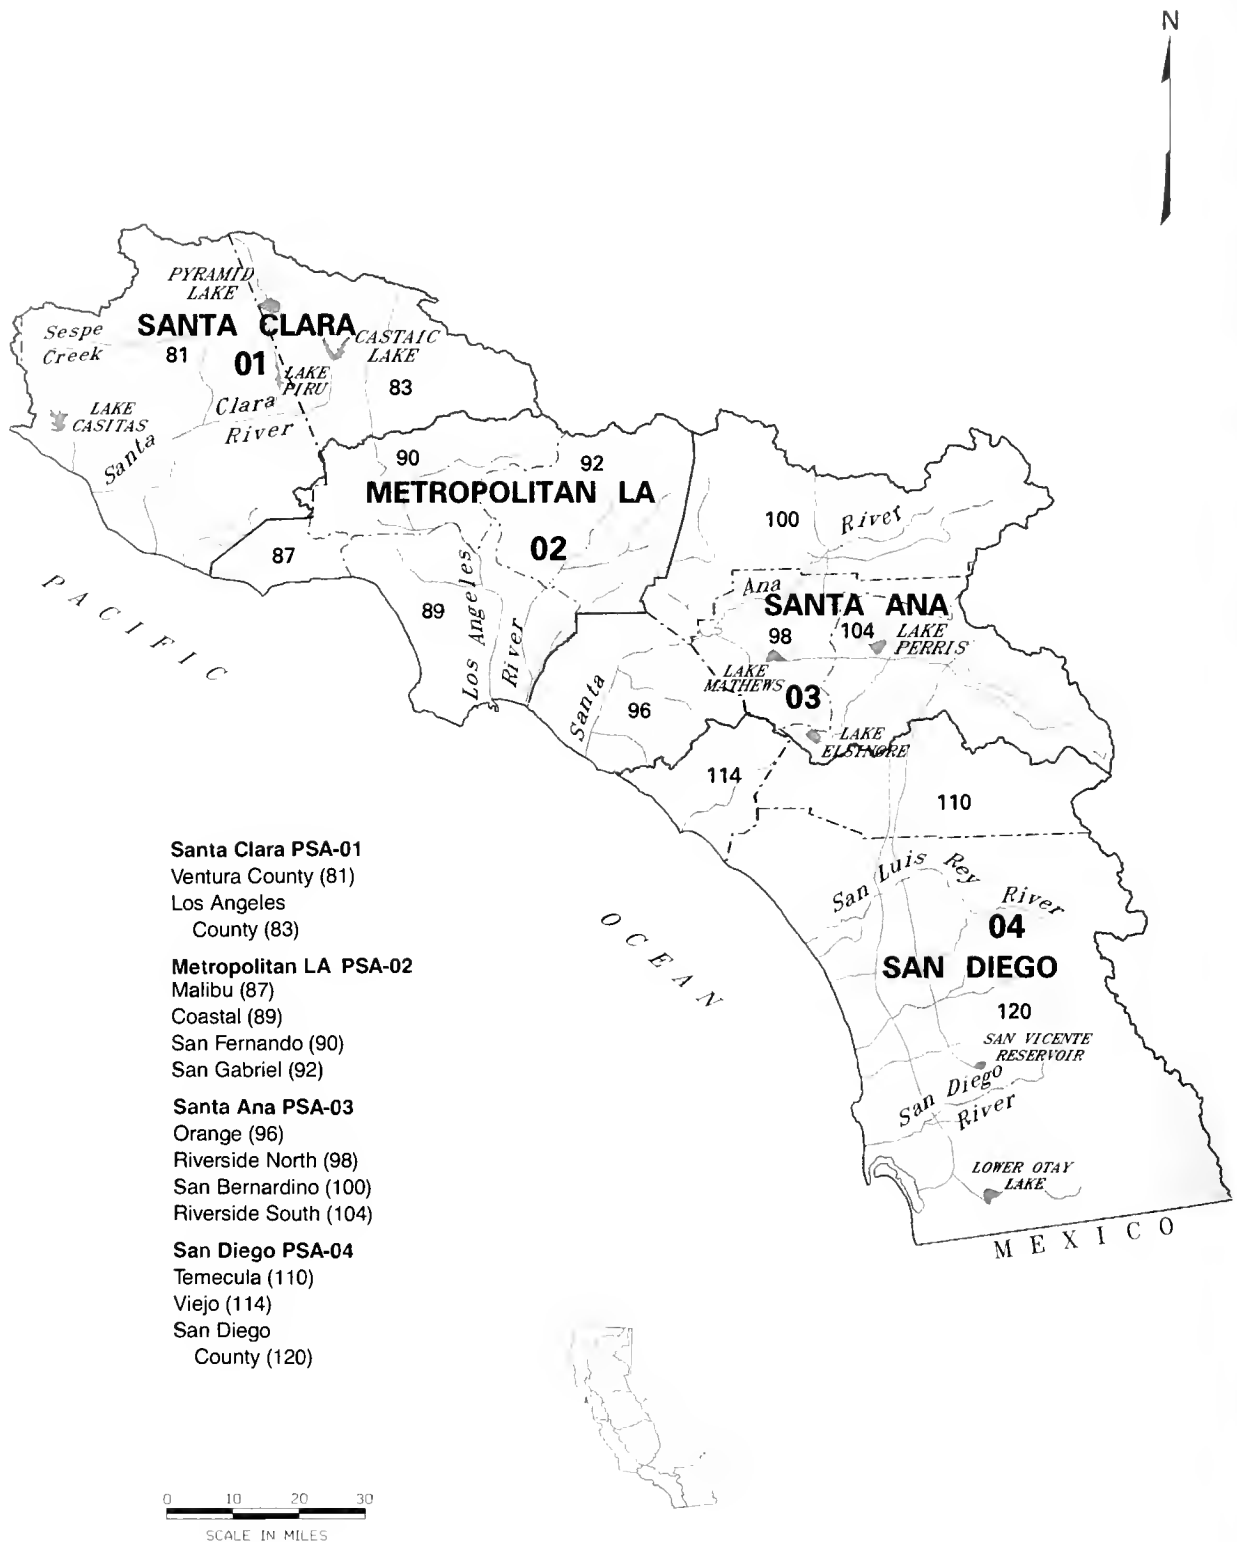 N
PYRAMID
LAKE
SANTA CLARA
Sespe
Creek
81
01
CASTAIC
LAKE
LAKE
PIRU
83
LAKE
CASITAS
Santa
Clara
River
90
92
METROPOLITAN LA
02
87
89
Los Angeles
River
100
River
Ana
SANTA ANA
98
104
LAKE
PERRIS
LAKE
MATHEWS
03
Santa
96
LAKE
ELSINORE
114
110
PACIFIC
OCEAN
San Luis Rey River
04
SAN DIEGO
120
SAN VICENTE
RESERVOIR
San Diego
River
LOWER OTAY
LAKE
MEXICO
Santa Clara PSA-01
Ventura County (81)
Los Angeles
County (83)
Metropolitan LA PSA-02
Malibu (87)
Coastal (89)
San Fernando (90)
San Gabriel (92)
Santa Ana PSA-03
Orange (96)
Riverside North (98)
San Bernardino (100)
Riverside South (104)
San Diego PSA-04
Temecula (110)
Viejo (114)
San Diego
County (120)
0 10 20 30
SCALE IN MILES